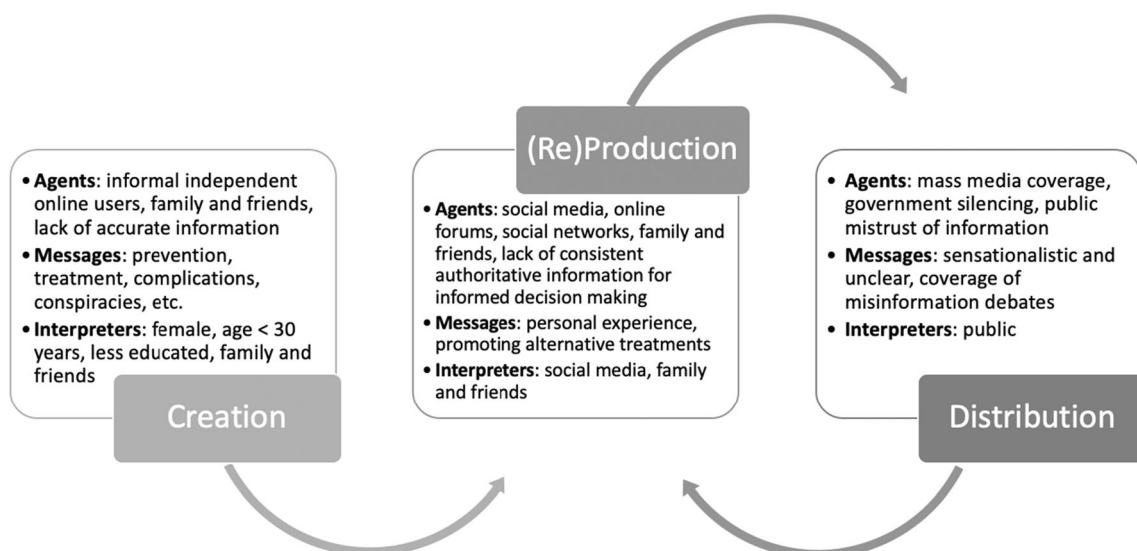 • Agents: informal independent
online users, family and friends,
lack of accurate information
• Messages: prevention,
treatment, complications,
conspiracies, etc.
• Interpreters: female, age < 30
years, less educated, family and
friends
Creation
(Re)Production
• Agents: social media, online
forums, social networks, family and
friends, lack of consistent
authoritative information for
informed decision making
• Messages: personal experience,
promoting alternative treatments
• Interpreters: social media, family
and friends
• Agents: mass media coverage,
government silencing, public
mistrust of information
• Messages: sensationalistic and
unclear, coverage of
misinformation debates
• Interpreters: public
Distribution